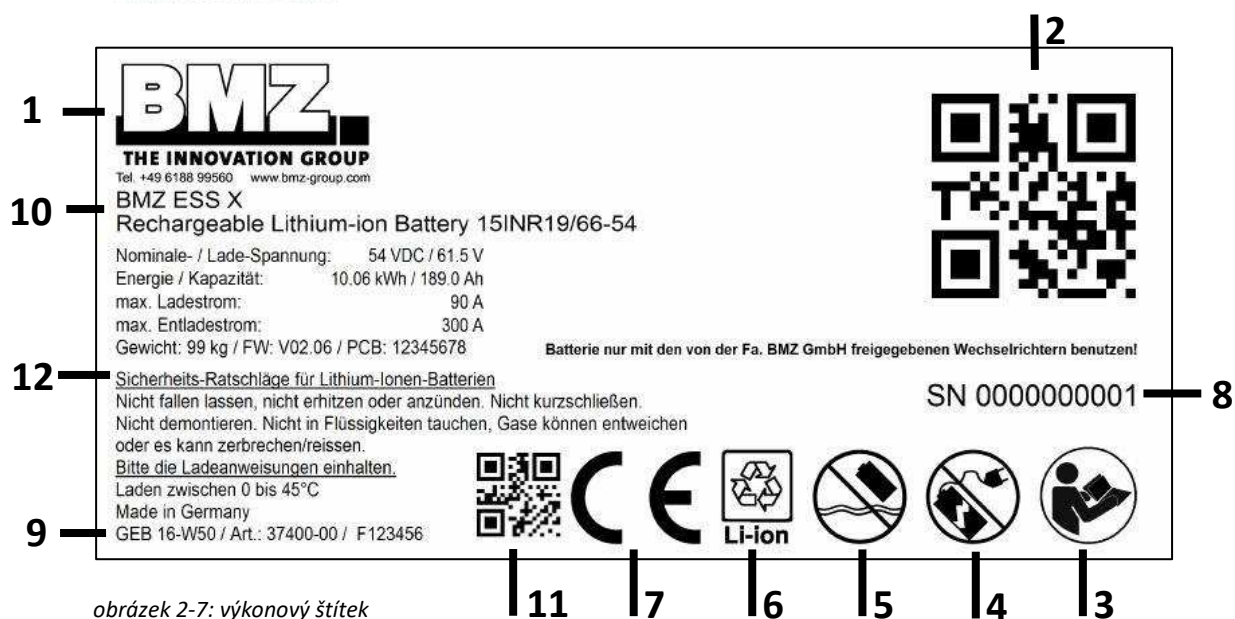 2
1
BMZ
THE INNOVATION GROUP
Tel. +49 6188 99560 www.bmz-group.com
10
BMZ ESS X
Rechargeable Lithium-ion Battery 15INR19/66-54
Nominale- / Lade-Spannung: 54 VDC / 61.5 V
Energie / Kapazität: 10.06 kWh / 189.0 Ah
max. Ladestrom: 90 A
max. Entladestrom: 300 A
Gewicht: 99 kg / FW: V02.06 / PCB: 12345678
Batterie nur mit den von der Fa. BMZ GmbH freigegebenen Wechselrichtern benutzen!
12
Sicherheits-Ratschläge für Lithium-Ionen-Batterien
SN 0000000001
8
Nicht fallen lassen, nicht erhitzen oder anzünden. Nicht kurzschließen.
Nicht demontieren. Nicht in Flüssigkeiten tauchen, Gase können entweichen
oder es kann zerbrechen/reissen.
Bitte die Ladeanweisungen einhalten.
Laden zwischen 0 bis 45°C
Made in Germany
9
GEB 16-W50 / Art.: 37400-00 / F123456
CE
Li-ion
11
7
6
5
4
3
obrázek 2-7: výkonový štítek